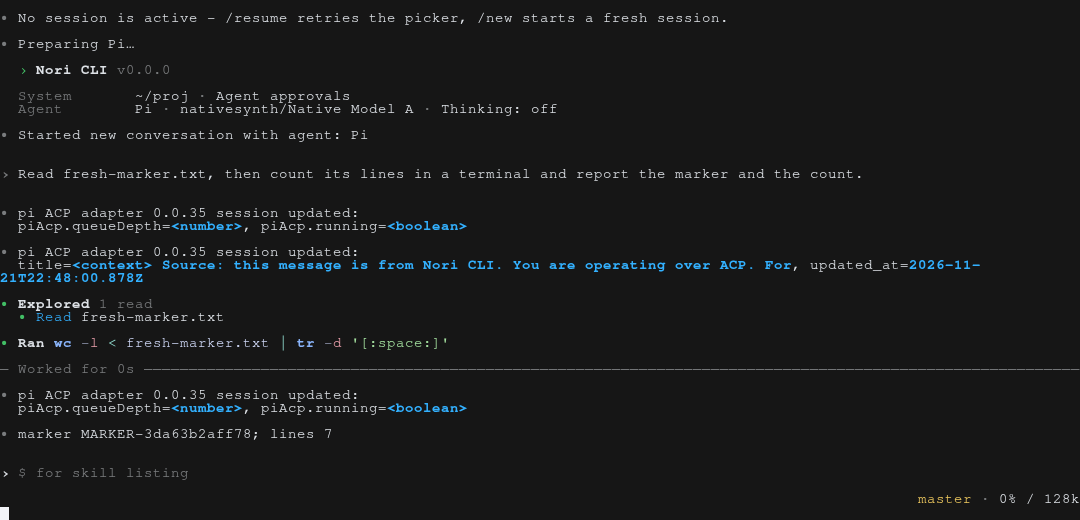 • No session is active – /resume retries the picker, /new starts a fresh session.
• Preparing Pi…
› Nori CLI v0.0.0
System ~/proj · Agent approvals
Agent Pi · nativesynth/Native Model A · Thinking: off
• Started new conversation with agent: Pi
› Read fresh-marker.txt, then count its lines in a terminal and report the marker and the count.
• pi ACP adapter 0.0.35 session updated:
piAcp.queueDepth=<number>, piAcp.running=<boolean>
• pi ACP adapter 0.0.35 session updated:
title=<context> Source: this message is from Nori CLI. You are operating over ACP. For, updated_at=2026-11-
21T22:48:00.878Z
• Explored 1 read
• Read fresh-marker.txt
• Ran wc -l < fresh-marker.txt | tr -d '[:space:]'
— Worked for 0s
• pi ACP adapter 0.0.35 session updated:
piAcp.queueDepth=<number>, piAcp.running=<boolean>
• marker MARKER-3da63b2aff78; lines 7
› $ for skill listing
master · 0% / 128k